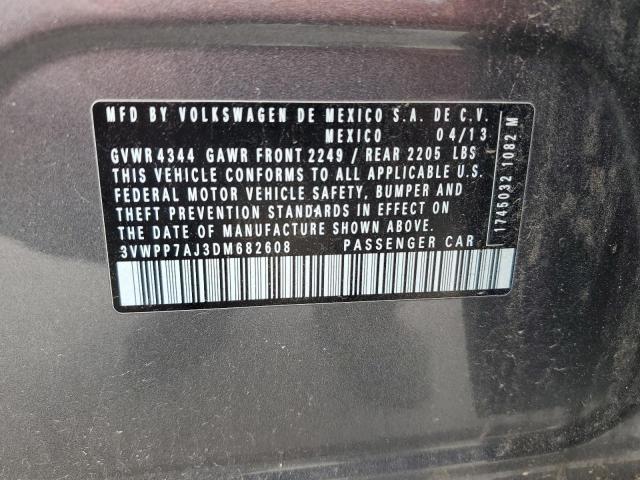 MFD BY VOLKSWAGEN DE MEXICO S.A. DE C.V.
MEXICO 04/13
GVWR 4344 GAWR FRONT 2249 / REAR 2205 LBS
THIS VEHICLE CONFORMS TO ALL APPLICABLE U.S.
FEDERAL MOTOR VEHICLE SAFETY, BUMPER AND
THEFT PREVENTION STANDARDS IN EFFECT ON
THE DATE OF MANUFACTURE SHOWN ABOVE.
3VWPP7AJ3DM682608 PASSENGER CAR
1745032 1082 M